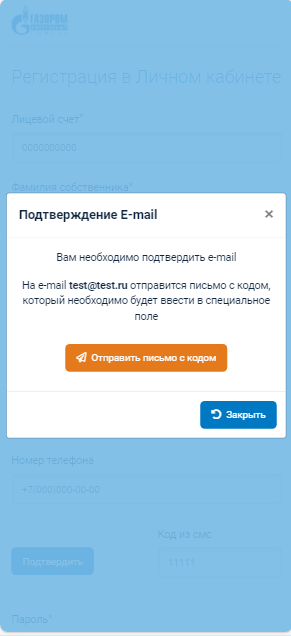 ГАЗПРОМ
Регистрация в Личном кабинете
Лицевой счет*
0000000000
Фамилия собственника*
Подтверждение E-mail
×
Вам необходимо подтвердить e-mail
На e-mail test@test.ru отправится письмо с кодом,
который необходимо будет ввести в специальное
поле
Отправить письмо с кодом
Закрыть
Номер телефона
+7(000)000-00-00
Код из смс
Подтвердить
11111
Пароль*